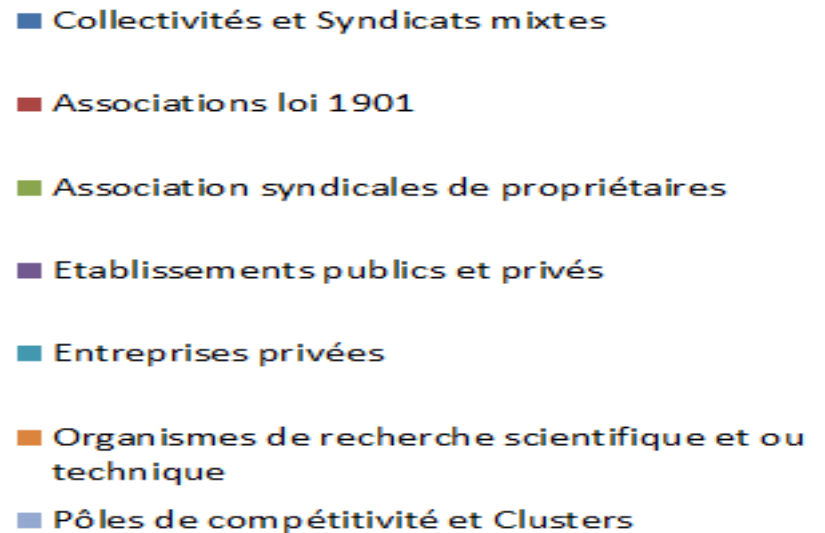 Collectivités et Syndicats mixtes
Associations loi 1901
Association syndicales de propriétaires
Etablissements publics et privés
Entreprises privées
Organismes de recherche scientifique et ou
technique
Pôles de compétitivité et Clusters